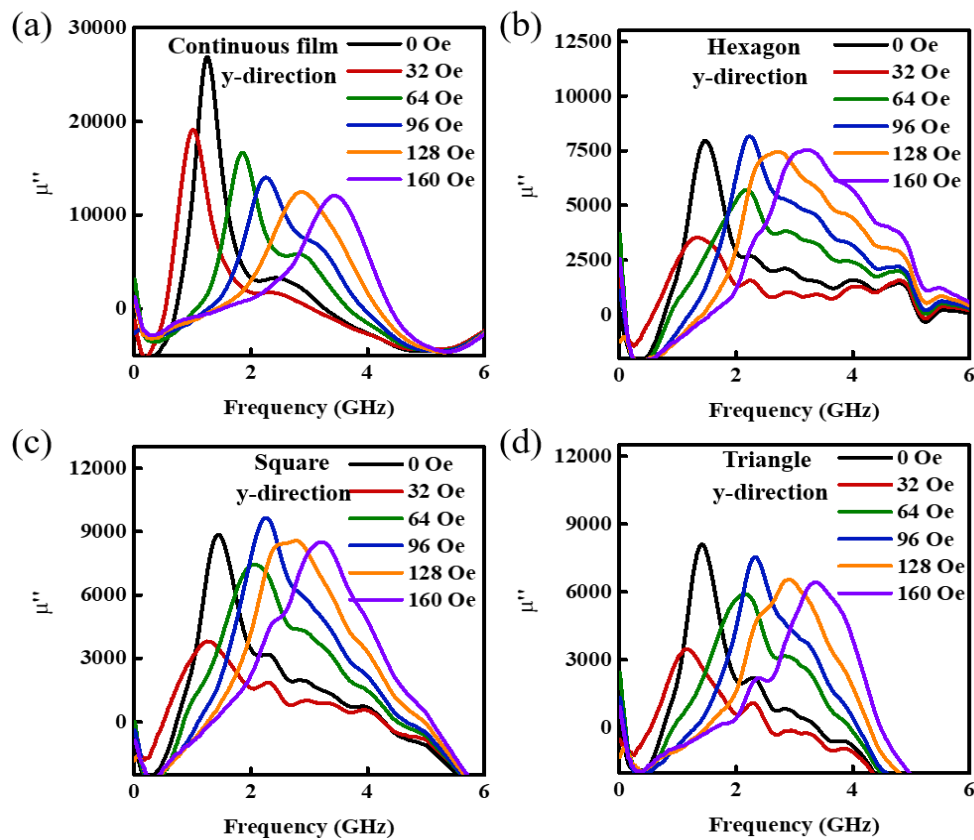 (a)
Continuous film
y-direction
0 Oe
32 Oe
64 Oe
96 Oe
128 Oe
160 Oe
20000
10000
0
30000
μ''
0 2 4 6
Frequency (GHz)
(b)
Hexagon
y-direction
0 Oe
32 Oe
64 Oe
96 Oe
128 Oe
160 Oe
12500
10000
7500
5000
2500
0
μ''
0 2 4 6
Frequency (GHz)
(c)
Square
y-direction
0 Oe
32 Oe
64 Oe
96 Oe
128 Oe
160 Oe
12000
9000
6000
3000
0
μ''
0 2 4 6
Frequency (GHz)
(d)
Triangle
y-direction
0 Oe
32 Oe
64 Oe
96 Oe
128 Oe
160 Oe
12000
9000
6000
3000
0
μ''
0 2 4 6
Frequency (GHz)